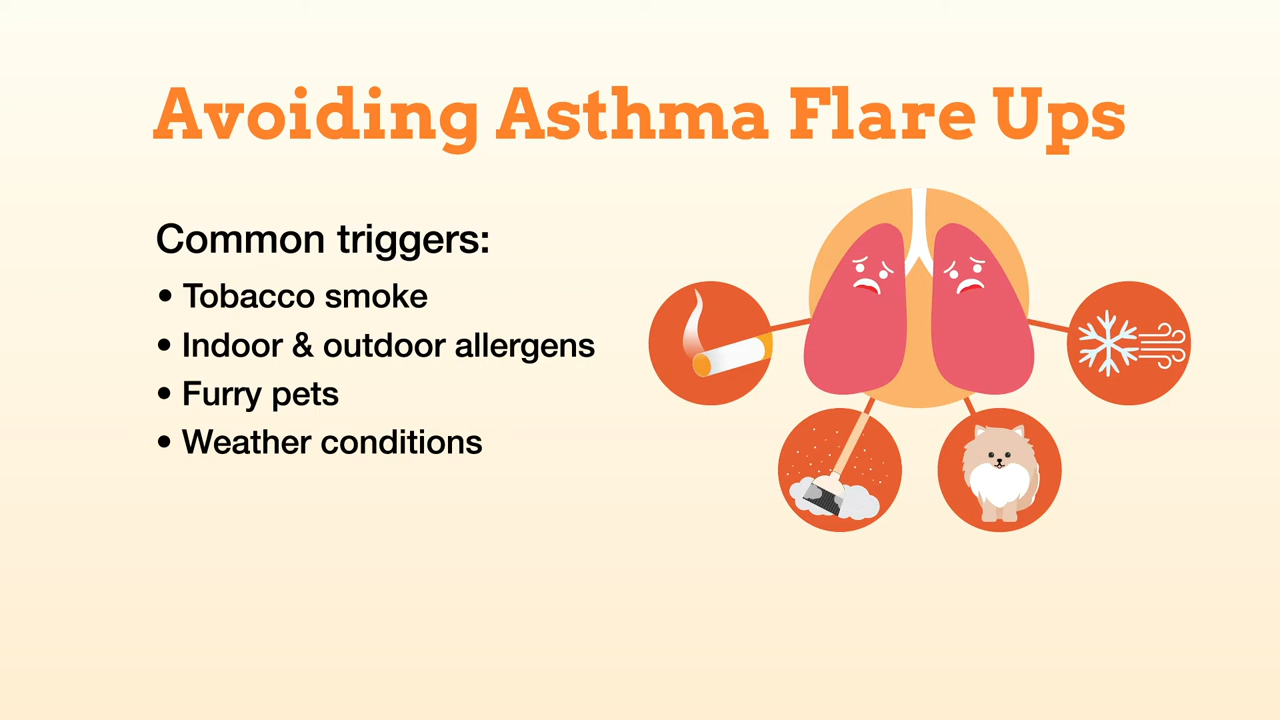 Avoiding Asthma Flare Ups
Common triggers:
• Tobacco smoke
• Indoor & outdoor allergens
• Furry pets
• Weather conditions